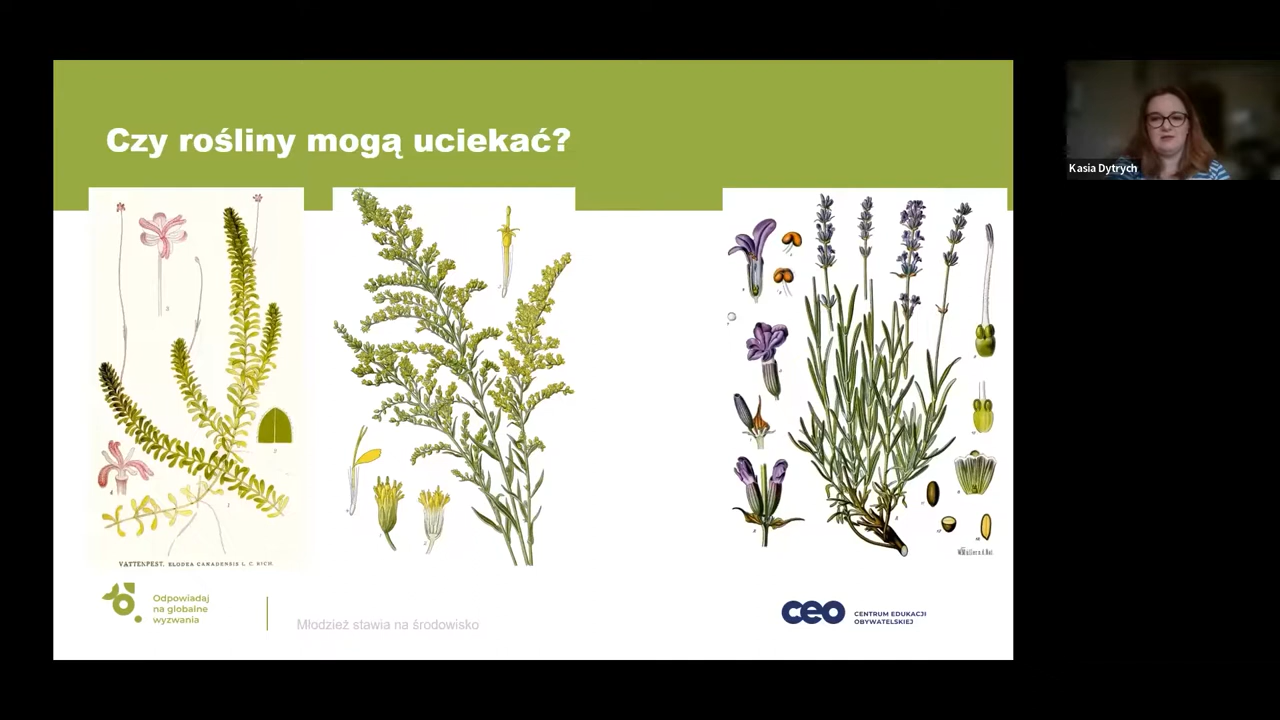 Czy rośliny mogą uciekać?
Kasia Dytrych
VATTENPEST. ELODEA CANADENSIS L. C. RICH.
Odpowiadaj
na globalne
wyzwania
Młodzież stawia na środowisko
ceo
CENTRUM EDUKACJI
OBYWATELSKIEJ